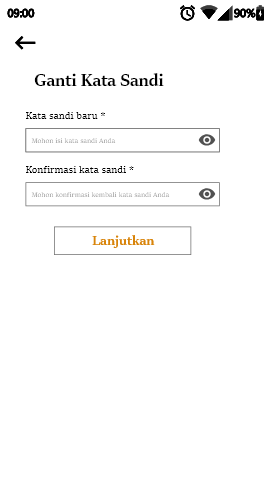 09:00 90%
Ganti Kata Sandi
Kata sandi baru *
Mohon isi kata sandi Anda
Konfirmasi kata sandi *
Mohon konfirmasi kembali kata sandi Anda
Lanjutkan